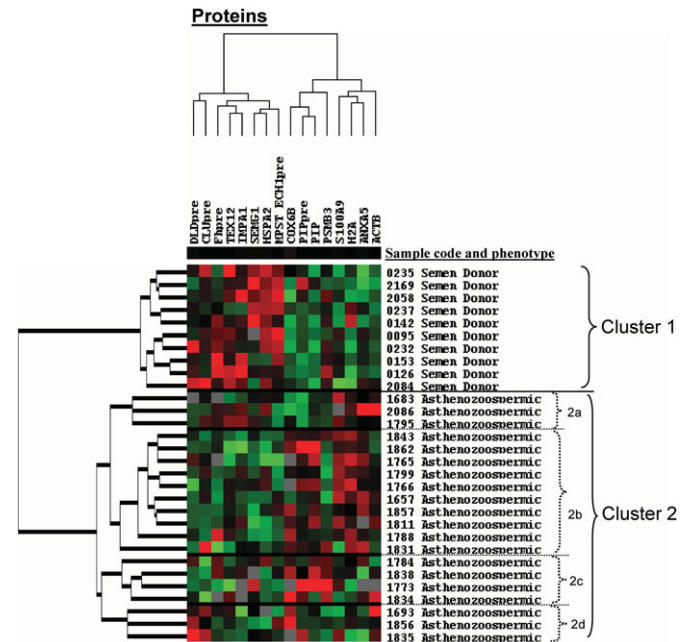 Proteins
DLDpre
CLUpre
Fhpre
TEX12
IMPA1
SEMG1
HSPA2
MPST ECH1pre
COX6B
PIPpre
PIP
PSMB3
S100A9
H2A
ANXA5
ACTB
Sample code and phenotype
0235 Semen Donor
2169 Semen Donor
2058 Semen Donor
0237 Semen Donor
0142 Semen Donor
0095 Semen Donor
0232 Semen Donor
0153 Semen Donor
0126 Semen Donor
2084 Semen Donor
Cluster 1
1683 Asthenozoospermic
2086 Asthenozoospermic
1795 Asthenozoospermic
2a
1843 Asthenozoospermic
1862 Asthenozoospermic
1765 Asthenozoospermic
1799 Asthenozoospermic
1766 Asthenozoospermic
1657 Asthenozoospermic
1857 Asthenozoospermic
1811 Asthenozoospermic
1788 Asthenozoospermic
1831 Asthenozoospermic
2b
Cluster 2
1784 Asthenozoospermic
1838 Asthenozoospermic
1773 Asthenozoospermic
1834 Asthenozoospermic
2c
1693 Asthenozoospermic
1856 Asthenozoospermic
1835 Asthenozoospermic
2d